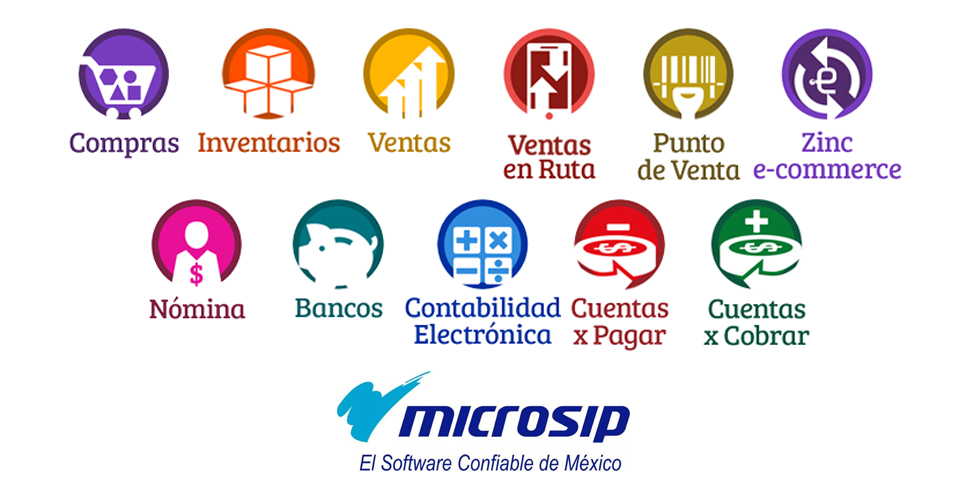 Compras
Inventarios
Ventas
Ventas
en Ruta
Punto
de Venta
Zinc
e-commerce
Nómina
Bancos
Contabilidad
Electrónica
Cuentas
x Pagar
Cuentas
x Cobrar
microsip
El Software Confiable de México